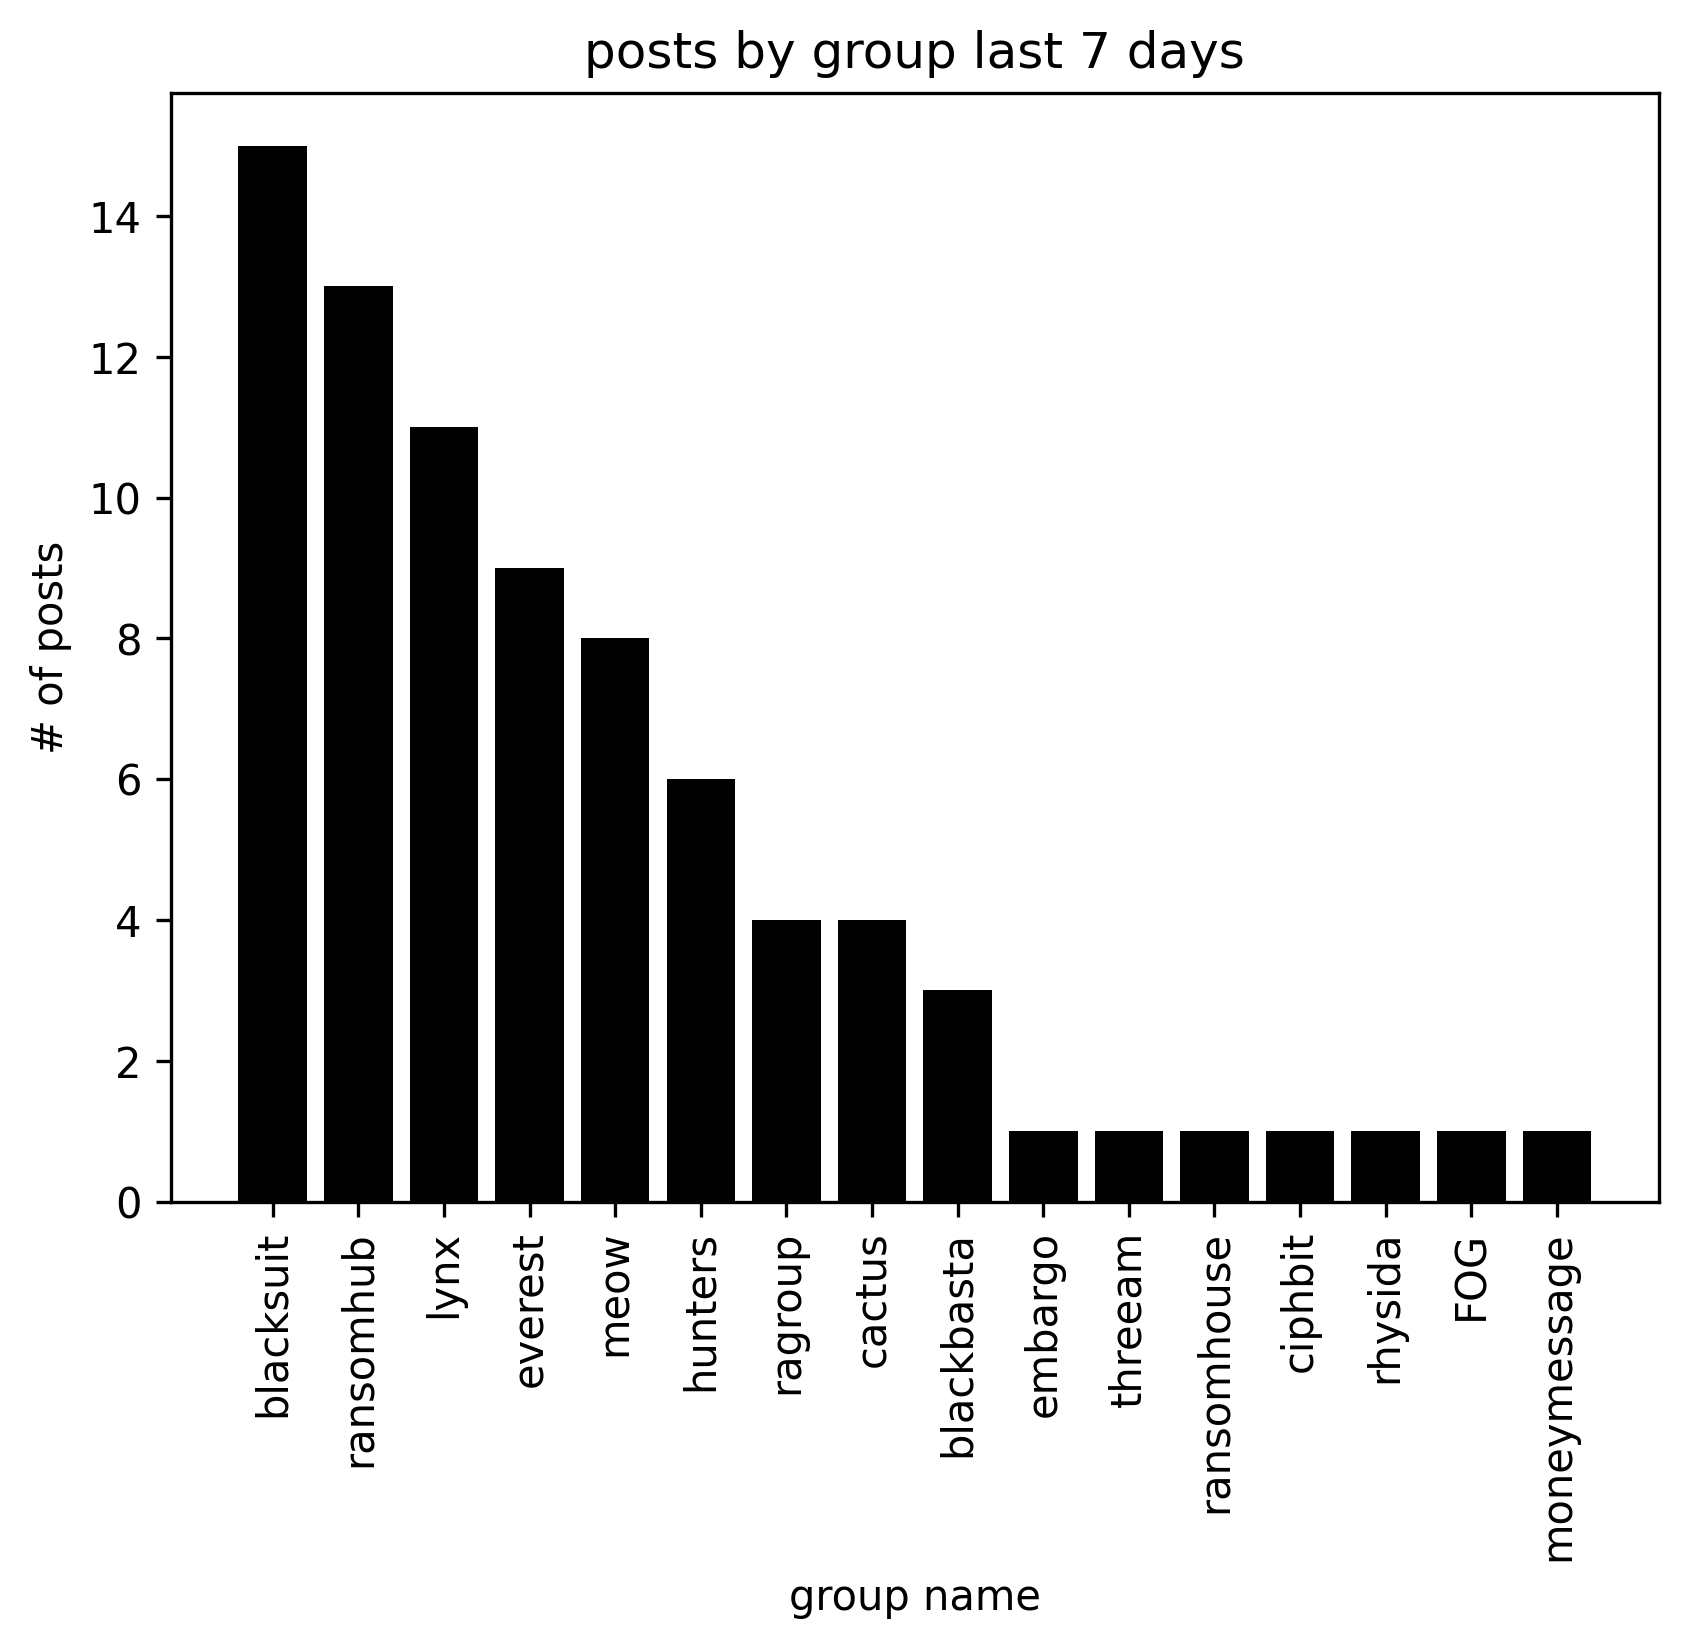 posts by group last 7 days
# of posts
14
12
10
8
6
4
2
0
blacksuit
ransomhub
lynx
everest
meow
hunters
ragroup
cactus
blackbasta
embargo
threeam
ransomhouse
ciphbit
rhysida
FOG
moneymessage
group name